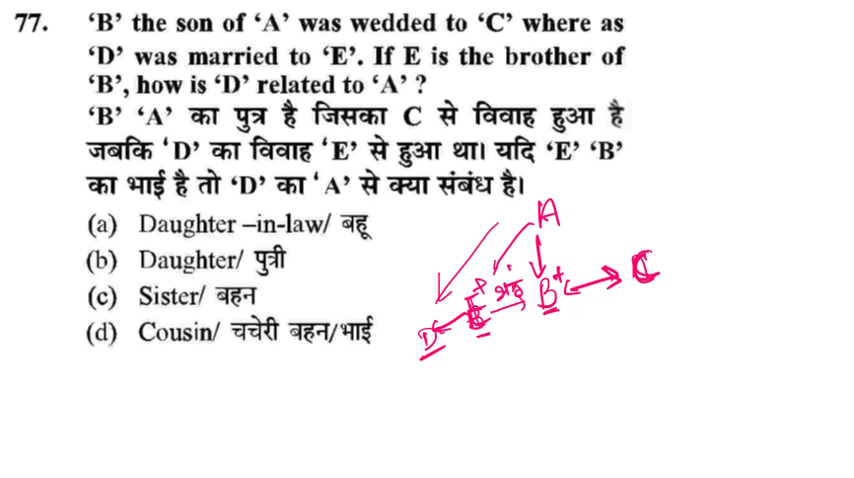 77. ‘B’ the son of ‘A’ was wedded to ‘C’ where as
‘D’ was married to ‘E’. If E is the brother of
‘B’, how is ‘D’ related to ‘A’ ?
‘B’ ‘A’ का पुत्र है जिसका C से विवाह हुआ है
जबकि ‘D’ का विवाह ‘E’ से हुआ था। यदि ‘E’ ‘B’
का भाई है तो ‘D’ का ‘A’ से क्या संबंध है।
(a) Daughter –in-law/ बहू
(b) Daughter/ पुत्री
(c) Sister/ बहन
(d) Cousin/ चचेरी बहन/भाई
A
D E B+ C